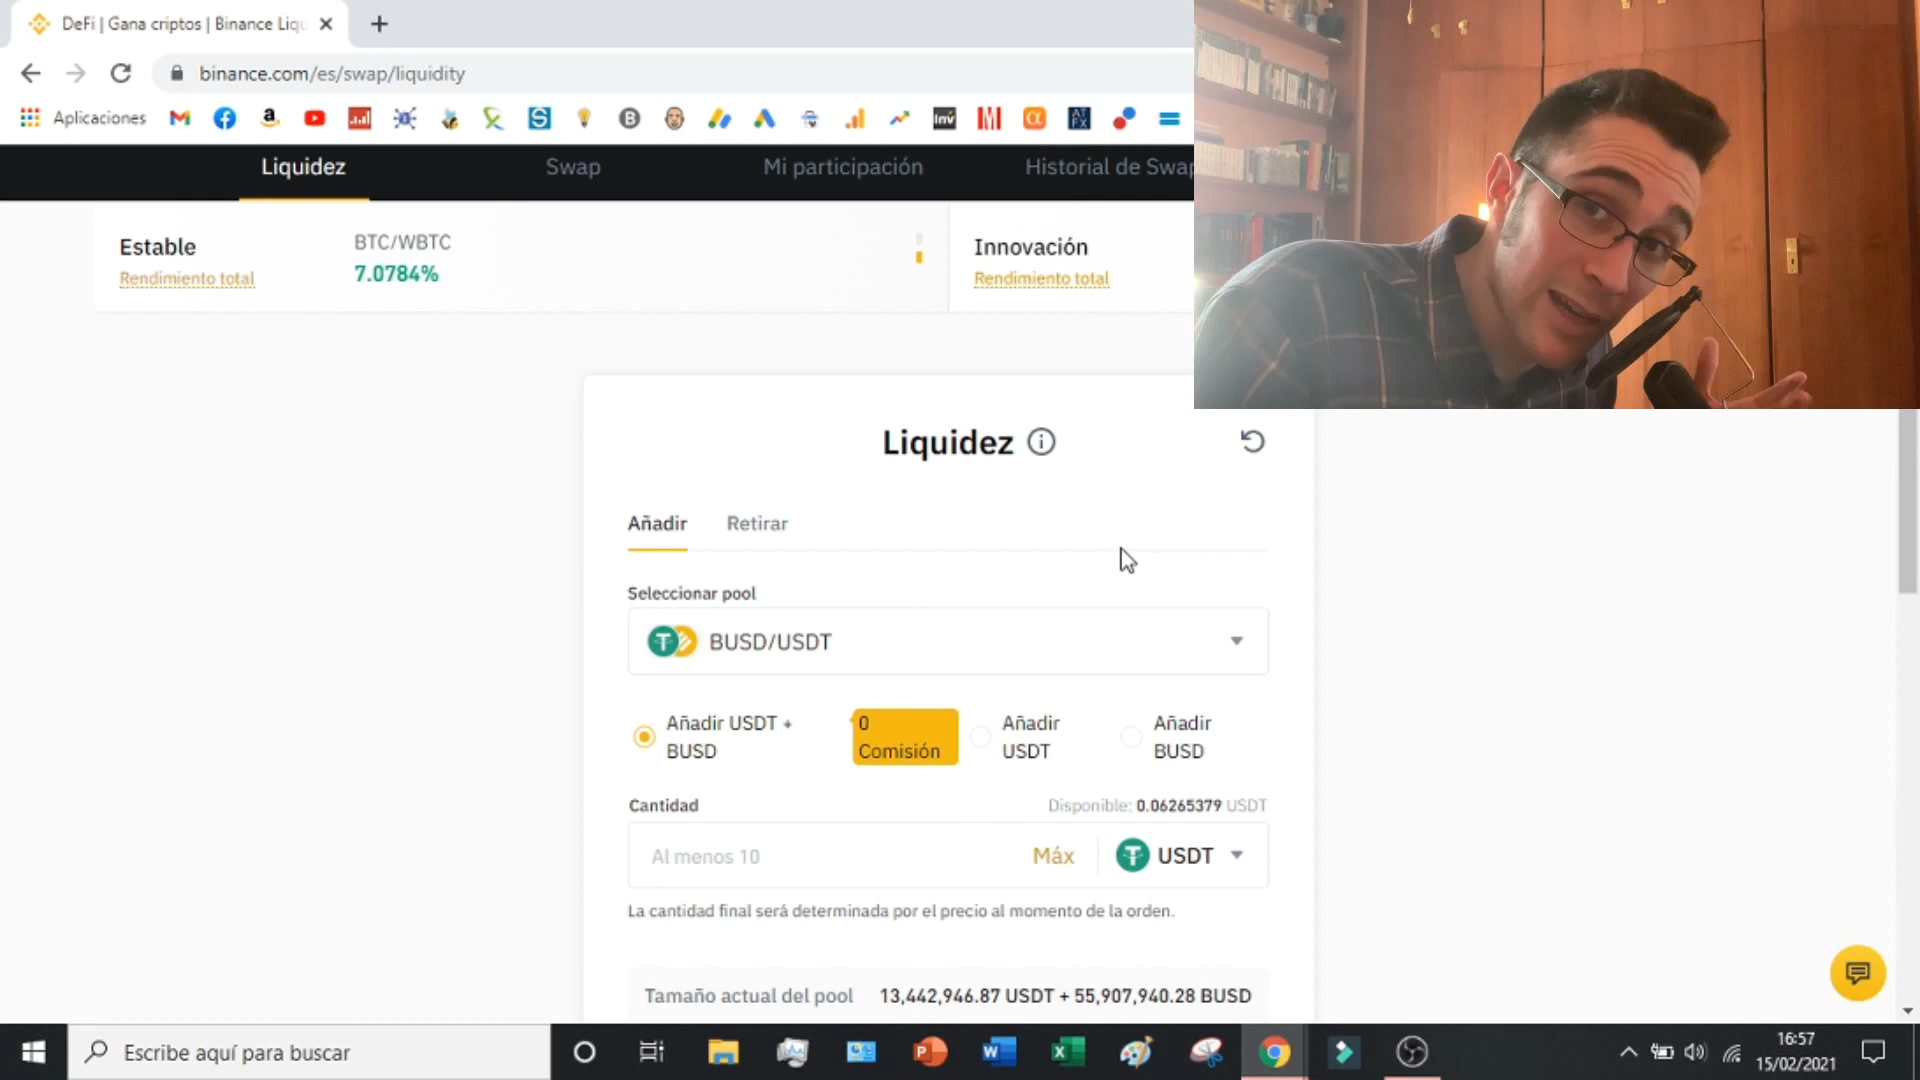 DeFi | Gana criptos | Binance Liqu
binance.com/es/swap/liquidity
Aplicaciones
Liquidez
Swap
Mi participación
Historial de Swap
Estable
Rendimiento total
BTC/WBTC
7.0784%
Innovación
Rendimiento total
Liquidez
Añadir
Retirar
Seleccionar pool
BUSD/USDT
Añadir USDT +
BUSD
0
Comisión
Añadir
USDT
Añadir
BUSD
Cantidad
Disponible: 0.06265379 USDT
Al menos 10
Máx
USDT
La cantidad final será determinada por el precio al momento de la orden.
Tamaño actual del pool
13,442,946.87 USDT + 55,907,940.28 BUSD
Escribe aquí para buscar
16:57
15/02/2021